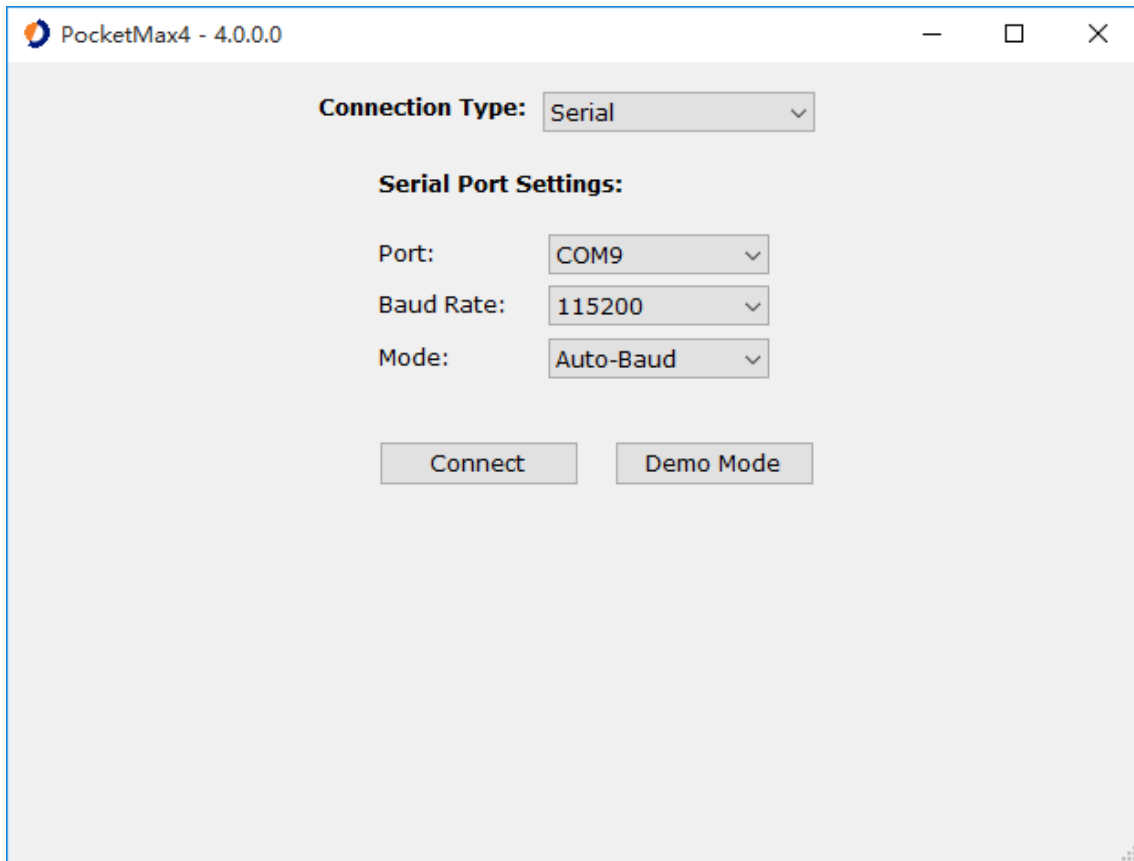 PocketMax4 - 4.0.0.0
Connection Type: Serial
Serial Port Settings:
Port: COM9
Baud Rate: 115200
Mode: Auto-Baud
Connect Demo Mode